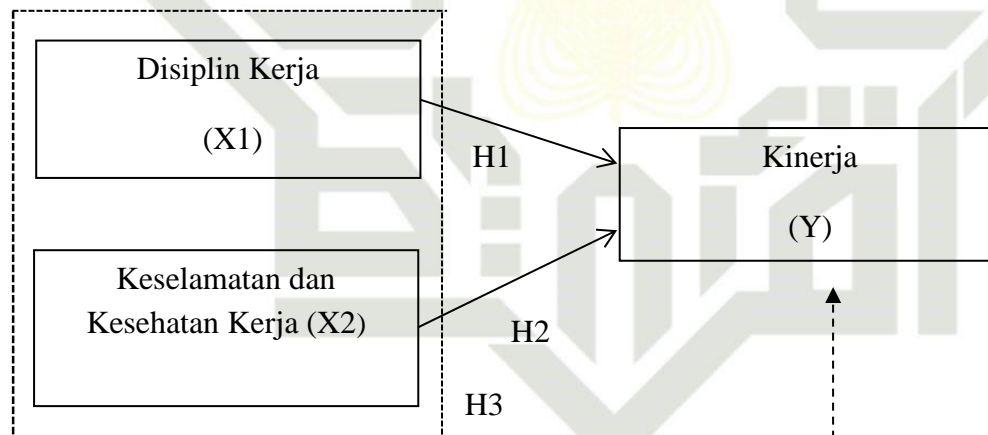 Disiplin Kerja
(X1)
H1
Kinerja
(Y)
Keselamatan dan
Kesehatan Kerja (X2)
H2
H3